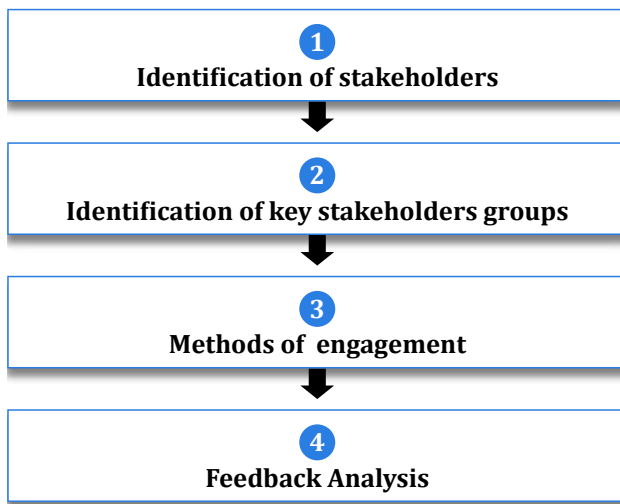 1
Identification of stakeholders
2
Identification of key stakeholders groups
3
Methods of engagement
4
Feedback Analysis